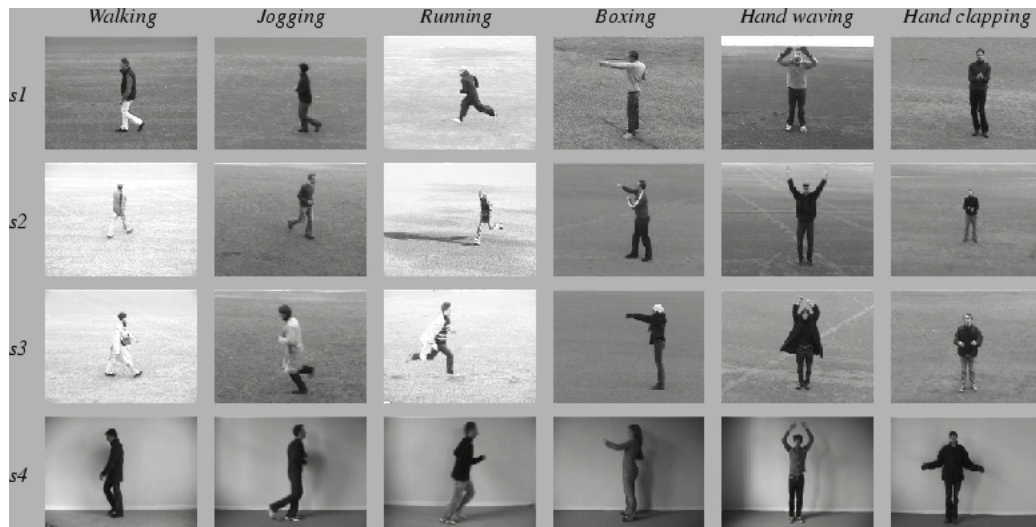 Walking Jogging Running Boxing Hand waving Hand clapping
s1
s2
s3
s4